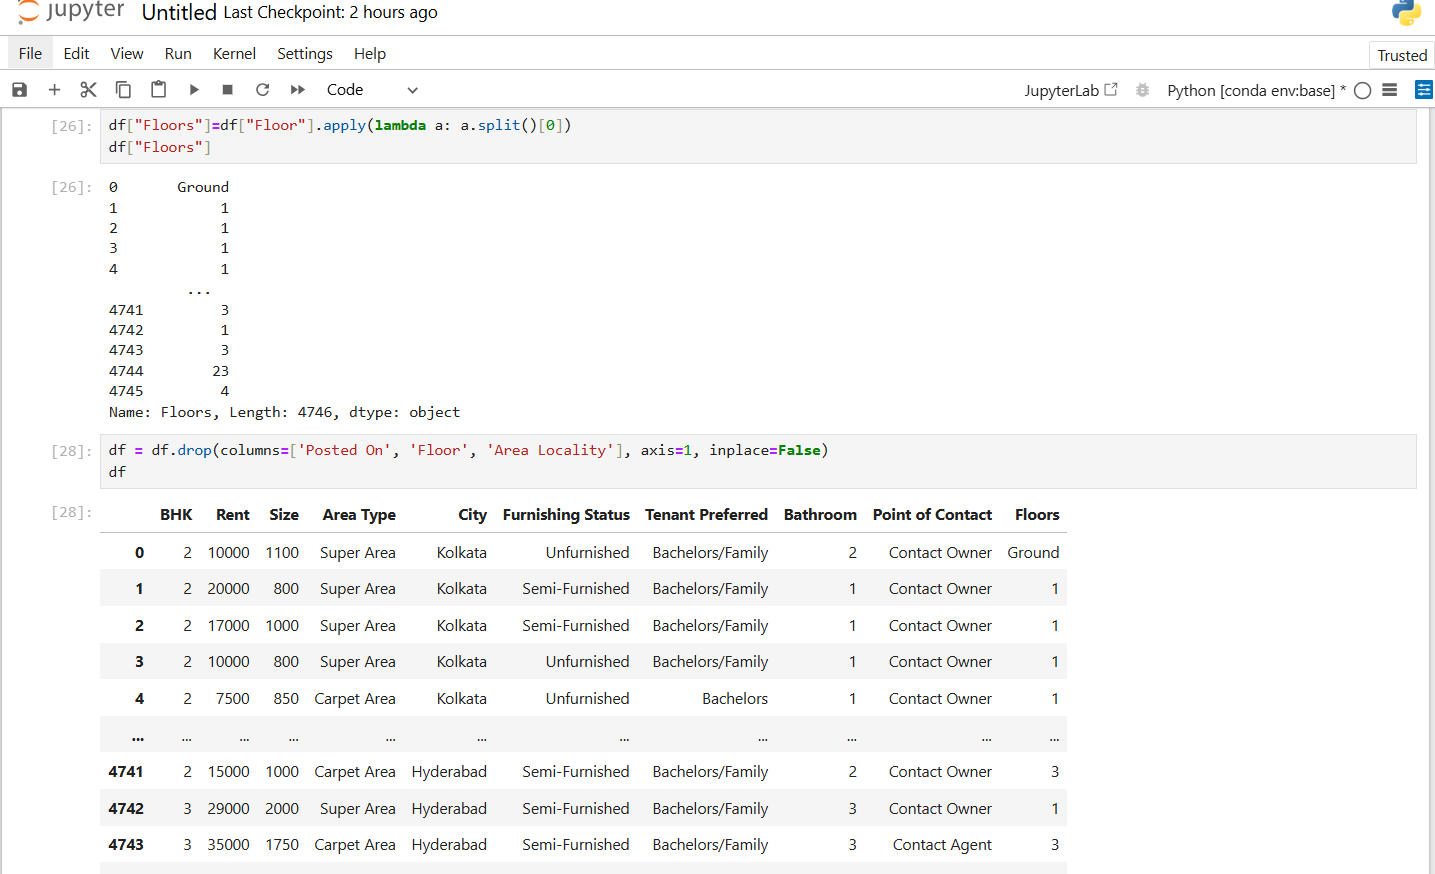 jupyter Untitled Last Checkpoint: 2 hours ago
File Edit View Run Kernel Settings Help
Trusted
Code JupyterLab Python [conda env:base] *
[26]: df["Floors"]=df["Floor"].apply(lambda a: a.split()[0])
df["Floors"]
[26]: 0 Ground
1 1
2 1
3 1
4 1
...
4741 3
4742 1
4743 3
4744 23
4745 4
Name: Floors, Length: 4746, dtype: object
[28]: df = df.drop(columns=['Posted On', 'Floor', 'Area Locality'], axis=1, inplace=False)
df
[28]: BHK Rent Size Area Type City Furnishing Status Tenant Preferred Bathroom Point of Contact Floors
0 2 10000 1100 Super Area Kolkata Unfurnished Bachelors/Family 2 Contact Owner Ground
1 2 20000 800 Super Area Kolkata Semi-Furnished Bachelors/Family 1 Contact Owner 1
2 2 17000 1000 Super Area Kolkata Semi-Furnished Bachelors/Family 1 Contact Owner 1
3 2 10000 800 Super Area Kolkata Unfurnished Bachelors/Family 1 Contact Owner 1
4 2 7500 850 Carpet Area Kolkata Unfurnished Bachelors 1 Contact Owner 1
... ... ... ... ... ... ... ... ... ... ...
4741 2 15000 1000 Carpet Area Hyderabad Semi-Furnished Bachelors/Family 2 Contact Owner 3
4742 3 29000 2000 Super Area Hyderabad Semi-Furnished Bachelors/Family 3 Contact Owner 1
4743 3 35000 1750 Carpet Area Hyderabad Semi-Furnished Bachelors/Family 3 Contact Agent 3